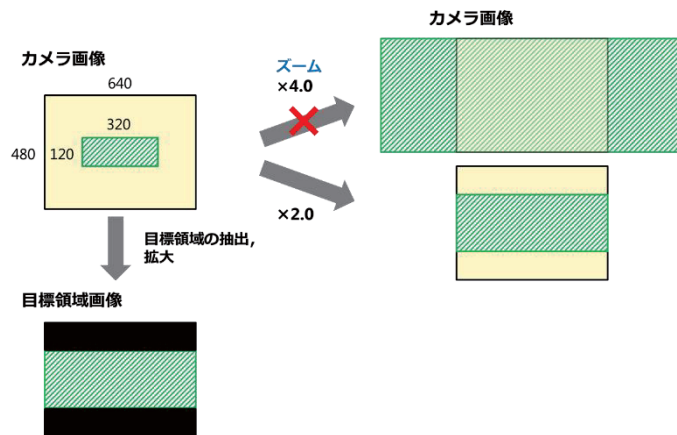 カメラ画像
640
320
480
120
目標領域の抽出,
拡大
目標領域画像
ズーム
×4.0
×2.0
カメラ画像